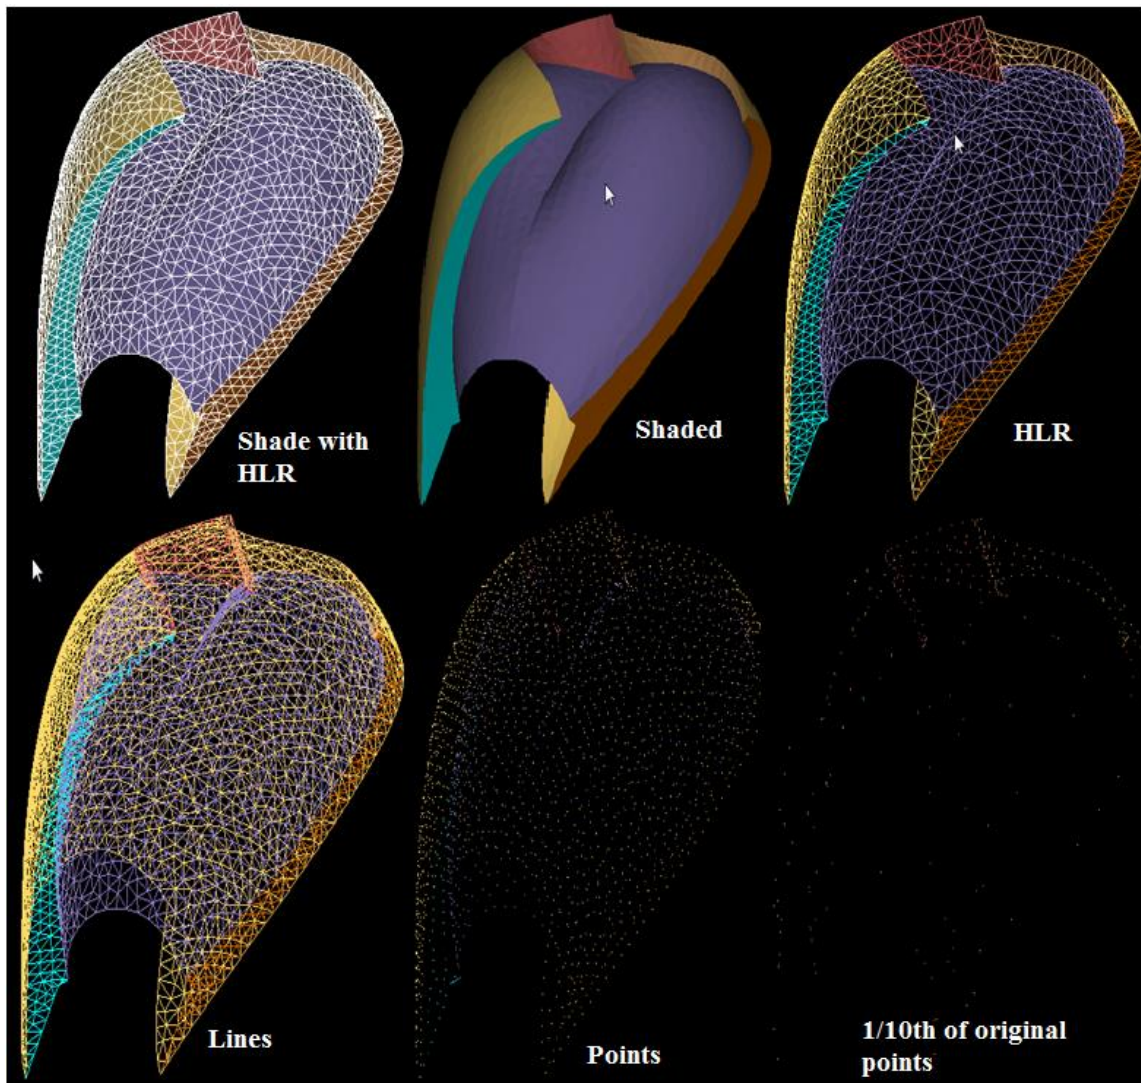 Shade with
HLR
Shaded
HLR
Lines
Points
1/10th of original
points